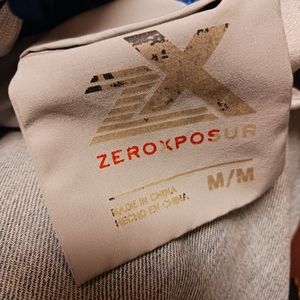 ZX
ZEROXPOSUR
M/M
MADE IN CHINA
HECHO EN CHINA